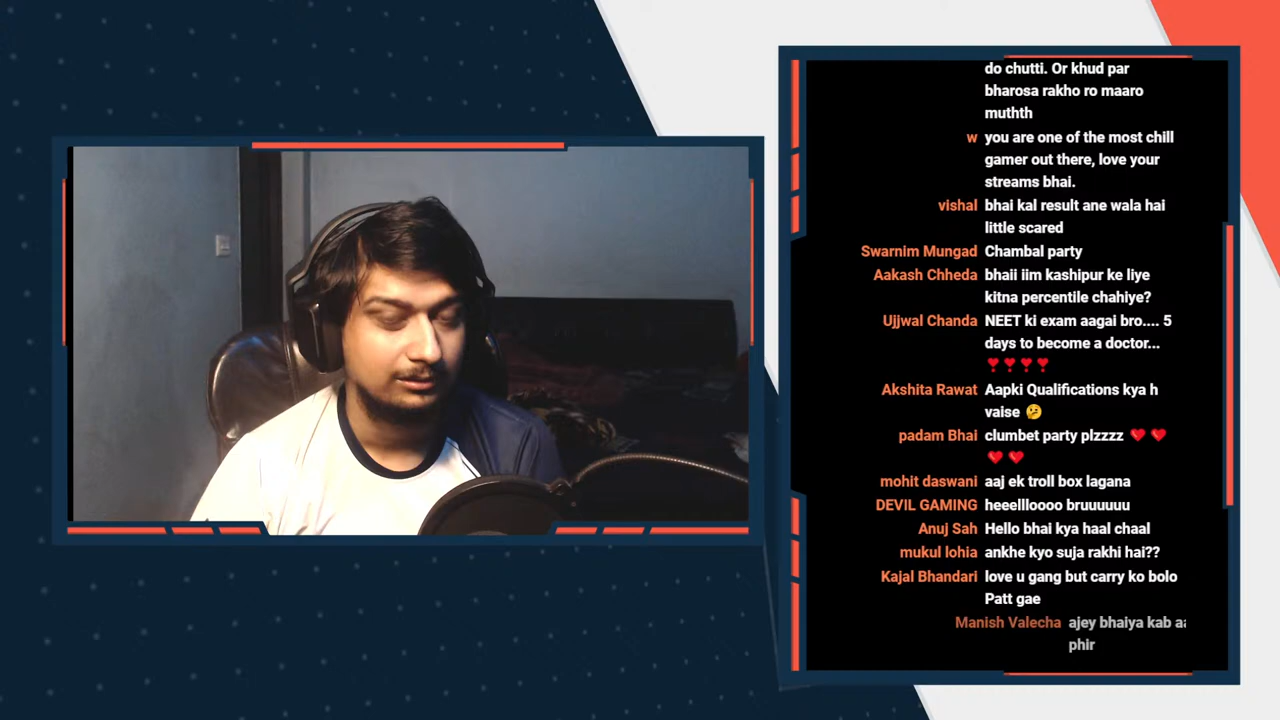 do chutti. Or khud par
bharosa rakho ro maaro
muthth
w you are one of the most chill
gamer out there, love your
streams bhai.
vishal bhai kal result ane wala hai
little scared
Swarnim Mungad Chambal party
Aakash Chheda bhaii iim kashipur ke liye
kitna percentile chahiye?
Ujjwal Chanda NEET ki exam aagai bro.... 5
days to become a doctor...
❣❣❣❣
Akshita Rawat Aapki Qualifications kya h
vaise 🤔
padam Bhai clumbet party plzzzz ❤❤
❤❤
mohit daswani aaj ek troll box lagana
DEVIL GAMING heeellloooo bruuuuuu
Anuj Sah Hello bhai kya haal chaal
mukul lohia ankhe kyo suja rakhi hai??
Kajal Bhandari love u gang but carry ko bolo
Patt gae
Manish Valecha ajey bhaiya kab
phir